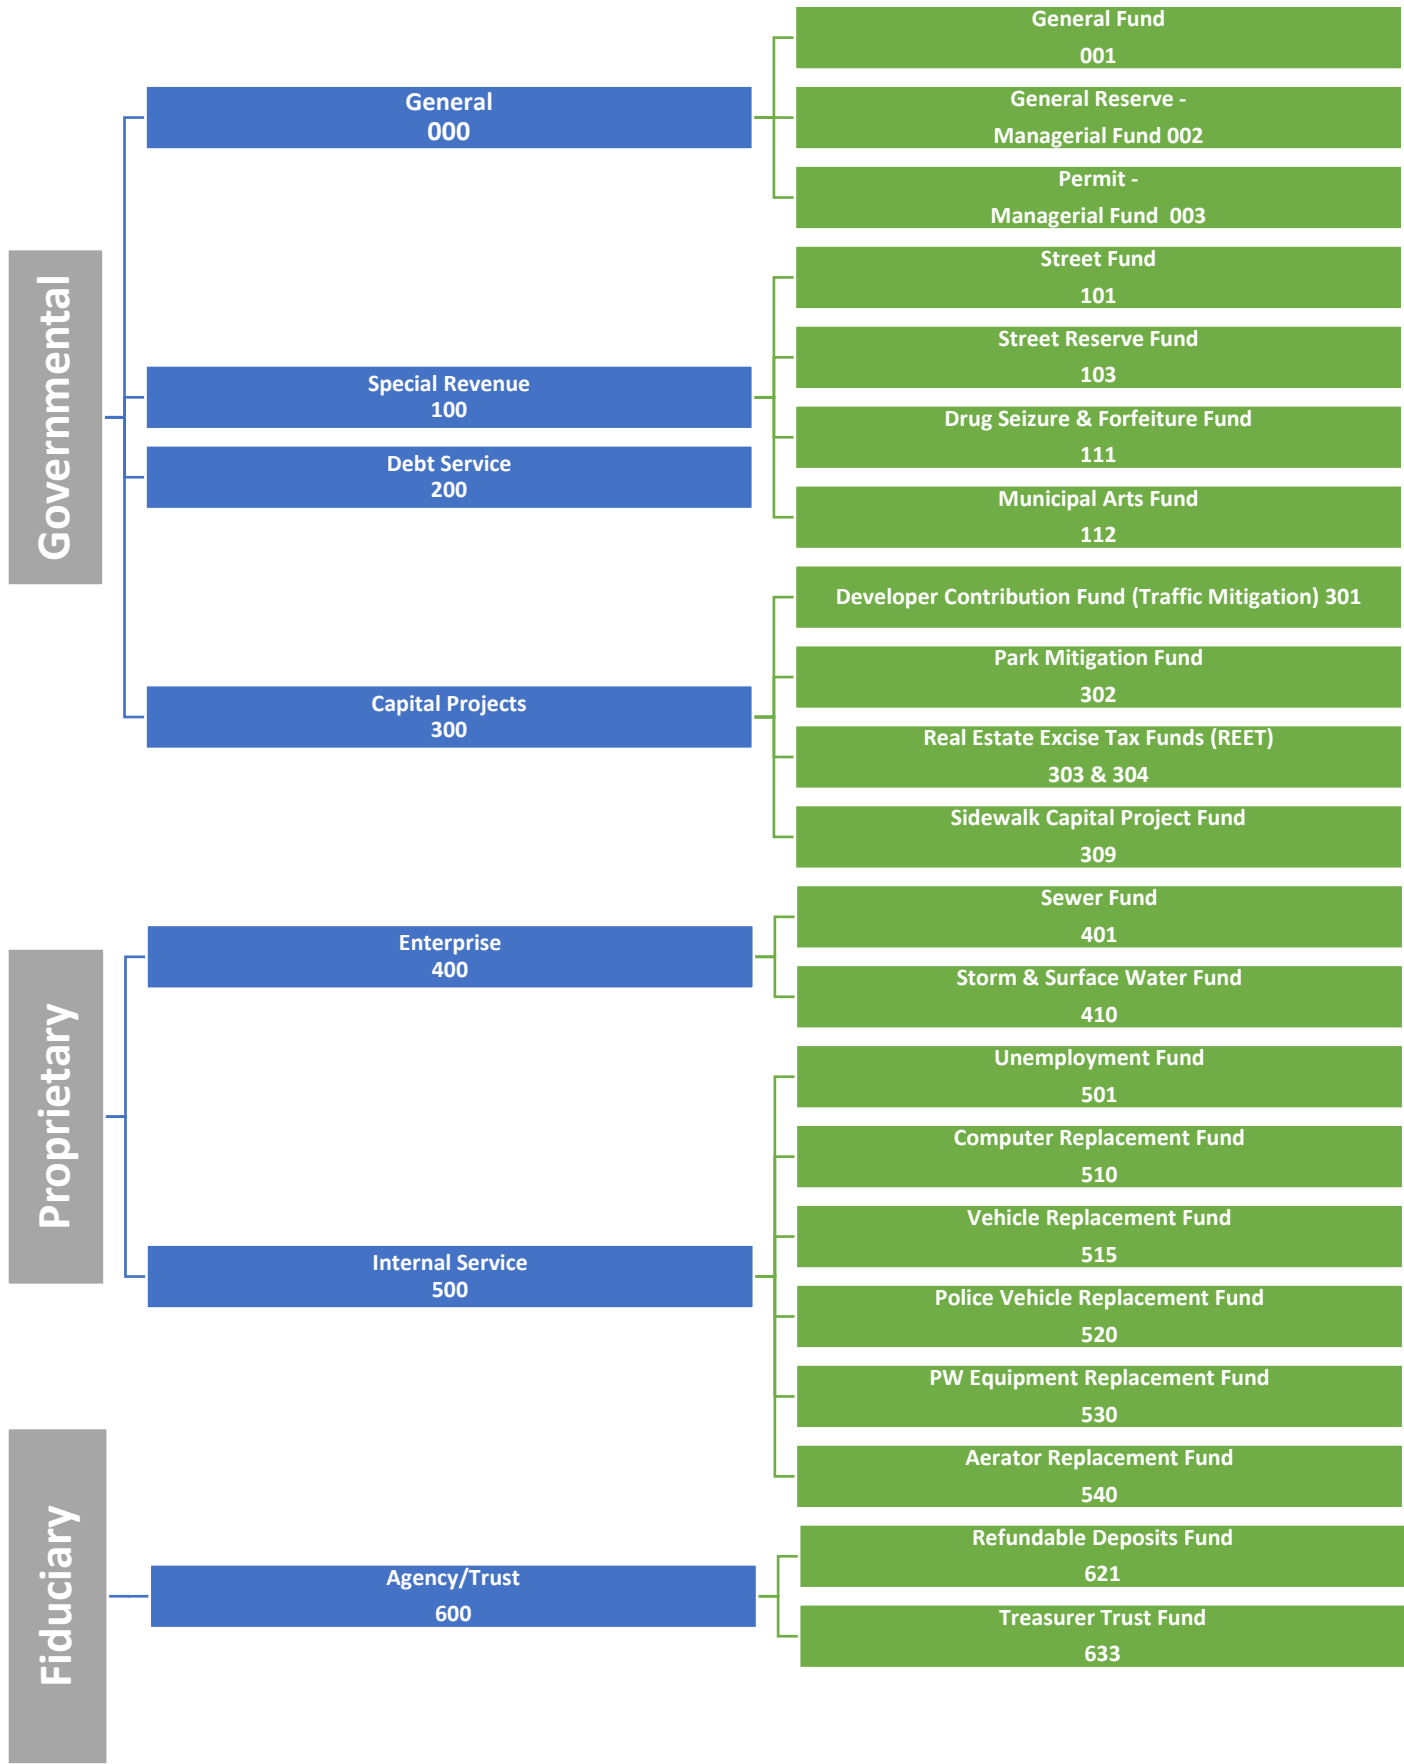 Governmental
General
000
General Fund
001
General Reserve -
Managerial Fund 002
Permit -
Managerial Fund  003
Special Revenue
100
Street Fund
101
Street Reserve Fund
103
Drug Seizure & Forfeiture Fund
111
Municipal Arts Fund
112
Debt Service
200
Capital Projects
300
Developer Contribution Fund (Traffic Mitigation) 301
Park Mitigation Fund
302
Real Estate Excise Tax Funds (REET)
303 & 304
Sidewalk Capital Project Fund
309
Proprietary
Enterprise
400
Sewer Fund
401
Storm & Surface Water Fund
410
Internal Service
500
Unemployment Fund
501
Computer Replacement Fund
510
Vehicle Replacement Fund
515
Police Vehicle Replacement Fund
520
PW Equipment Replacement Fund
530
Aerator Replacement Fund
540
Fiduciary
Agency/Trust
600
Refundable Deposits Fund
621
Treasurer Trust Fund
633